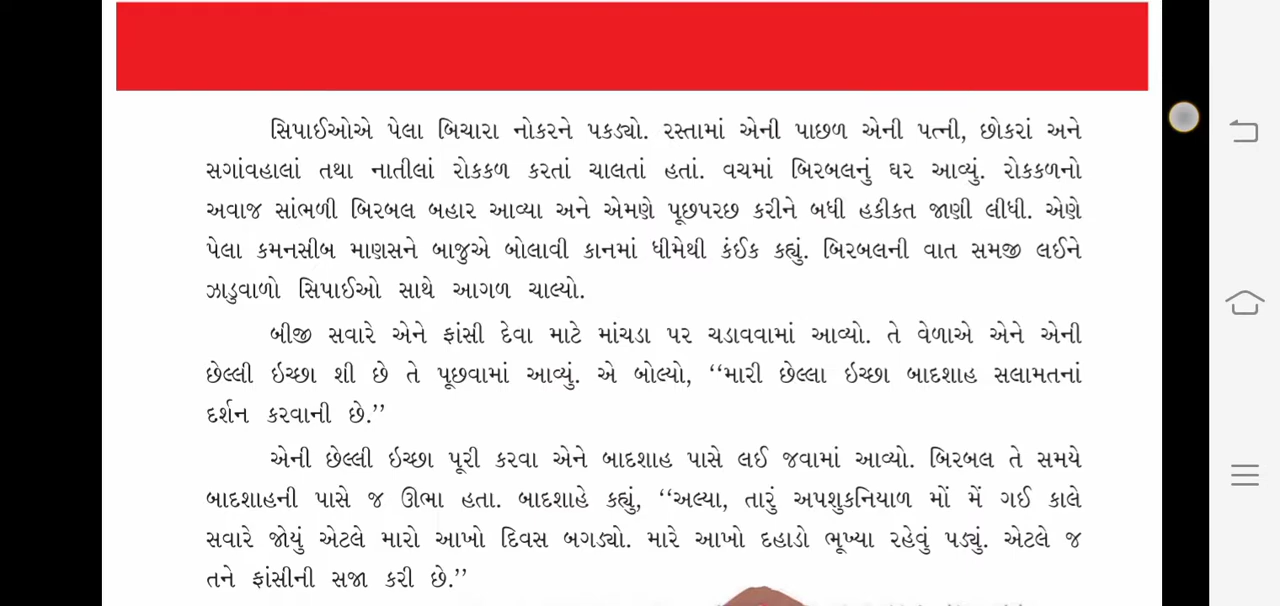 સિપાઈઓએ પેલા બિચારા નોકરને પકડ્યો. રસ્તામાં એની પાછળ એની પત્ની, છોકરાં અને
સગાંવહાલાં તથા નાતીલાં રોકકળ કરતાં ચાલતાં હતાં. વચમાં બિરબલનું ઘર આવ્યું. રોકકળનો
અવાજ સાંભળી બિરબલ બહાર આવ્યા અને એમણે પૂછપરછ કરીને બધી હકીકત જાણી લીધી. એણે
પેલા કમનસીબ માણસને બાજુએ બોલાવી કાનમાં ધીમેથી કંઈક કહ્યું. બિરબલની વાત સમજી લઈને
ઝાડુવાળો સિપાઈઓ સાથે આગળ ચાલ્યો.
બીજી સવારે એને ફાંસી દેવા માટે માંચડા પર ચડાવવામાં આવ્યો. તે વેળાએ એને એની
છેલ્લી ઇચ્છા શી છે તે પૂછવામાં આવ્યું. એ બોલ્યો, ‘‘મારી છેલ્લા ઇચ્છા બાદશાહ સલામતનાં
દર્શન કરવાની છે.’’
એની છેલ્લી ઇચ્છા પૂરી કરવા એને બાદશાહ પાસે લઈ જવામાં આવ્યો. બિરબલ તે સમયે
બાદશાહની પાસે જ ઊભા હતા. બાદશાહે કહ્યું, ‘‘અલ્યા, તારું અપશુકનિયાળ મોં મેં ગઈ કાલે
સવારે જોયું એટલે મારો આખો દિવસ બગડ્યો. મારે આખો દહાડો ભૂખ્યા રહેવું પડ્યું. એટલે જ
તને ફાંસીની સજા કરી છે.’’